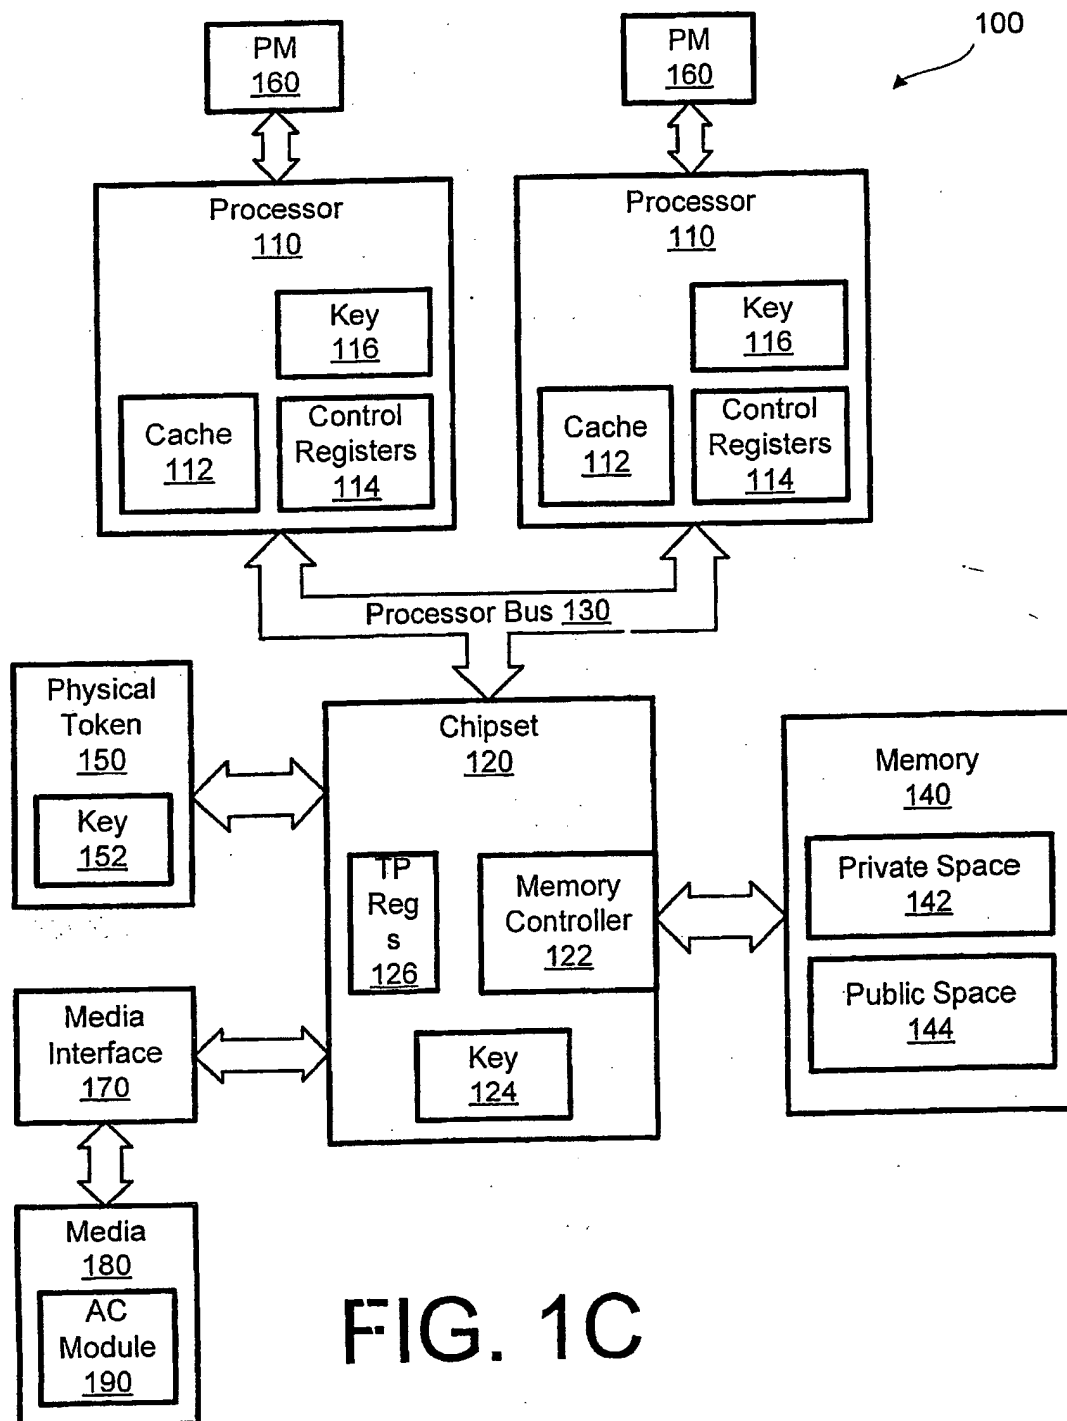 100
PM
160
PM
160
Processor
110
Key
116
Cache
112
Control
Registers
114
Processor
110
Key
116
Cache
112
Control
Registers
114
Processor Bus 130
Physical
Token
150
Key
152
Chipset
120
TP
Reg
s
126
Memory
Controller
122
Key
124
Memory
140
Private Space
142
Public Space
144
Media
Interface
170
Media
180
AC
Module
190
FIG. 1C